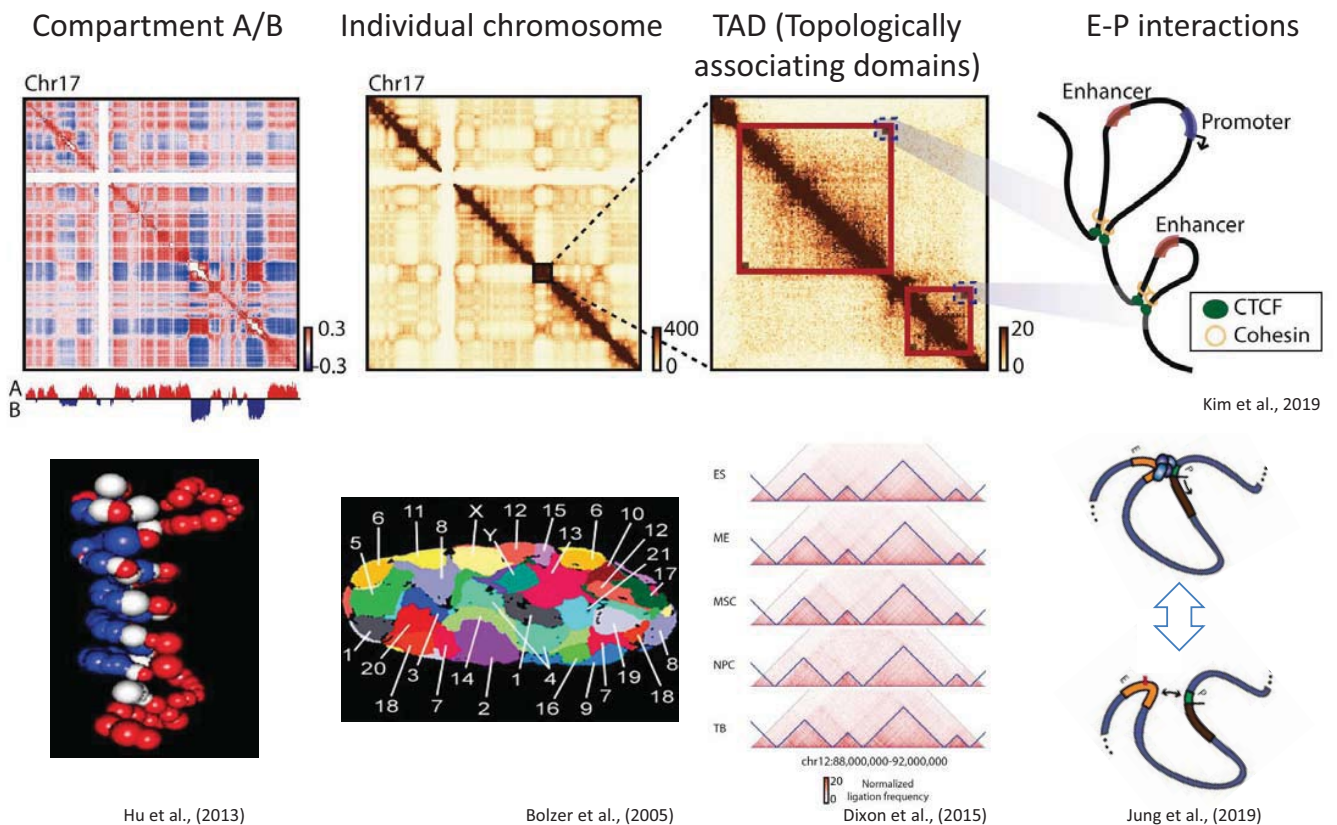 Compartment A/B
Individual chromosome
TAD (Topologically
associating domains)
E-P interactions
Chr17
Chr17
Enhancer
Promoter
Enhancer
CTCF
Cohesin
0.3
-0.3
400
0
20
0
A
B
Kim et al., 2019
6
11
X
12
15
6
10
5
8
Y
13
12
21
17
1
20
3
14
1
4
19
8
18
7
2
16
9
7
18
ES
ME
MSC
NPC
TB
chr12:88,000,000-92,000,000
20
0
Normalized
ligation frequency
E
P
E
P
Hu et al., (2013)
Bolzer et al., (2005)
Dixon et al., (2015)
Jung et al., (2019)